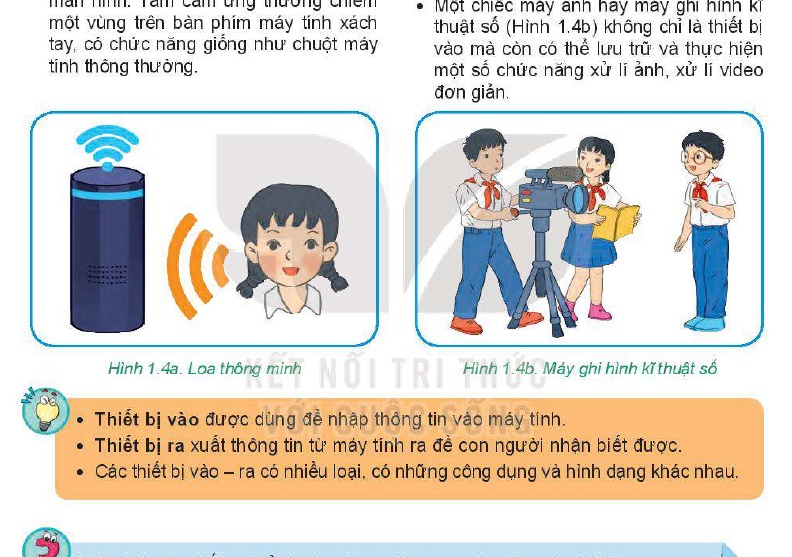 màn hình. Tấm cảm ứng thường chiếm
một vùng trên bàn phím máy tính xách
tay, có chức năng giống như chuột máy
tính thông thường.
• Một chiếc máy ảnh hay máy ghi hình kĩ
thuật số (Hình 1.4b) không chỉ là thiết bị
vào mà còn có thể lưu trữ và thực hiện
một số chức năng xử lí ảnh, xử lí video
đơn giản.
Hình 1.4a. Loa thông minh
Hình 1.4b. Máy ghi hình kĩ thuật số
KẾT NỐI TRI THỨC
VỚI CUỘC SỐNG
• Thiết bị vào được dùng để nhập thông tin vào máy tính.
• Thiết bị ra xuất thông tin từ máy tính ra để con người nhận biết được.
• Các thiết bị vào – ra có nhiều loại, có những công dụng và hình dạng khác nhau.